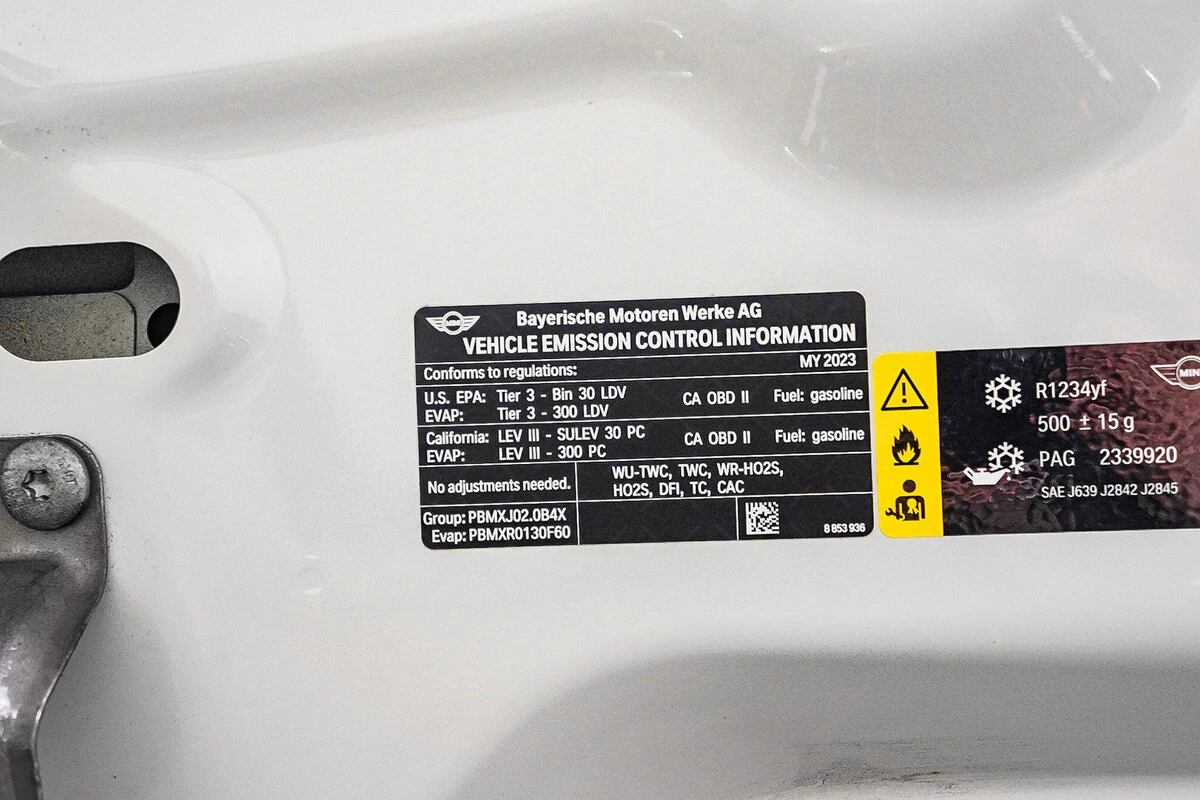 MINI
Bayerische Motoren Werke AG
VEHICLE EMISSION CONTROL INFORMATION
Conforms to regulations: MY 2023
U.S. EPA: Tier 3 - Bin 30 LDV CA OBD II Fuel: gasoline
EVAP: Tier 3 - 300 LDV
California: LEV III - SULEV 30 PC CA OBD II Fuel: gasoline
EVAP: LEV III - 300 PC
No adjustments needed.
WU-TWC, TWC, WR-HO2S,
HO2S, DFI, TC, CAC
Group: PBMXJ02.0B4X
Evap: PBMXR0130F60
8 853 936
MINI
R1234yf
500 ± 15 g
PAG 2339920
SAE J639 J2842 J2845